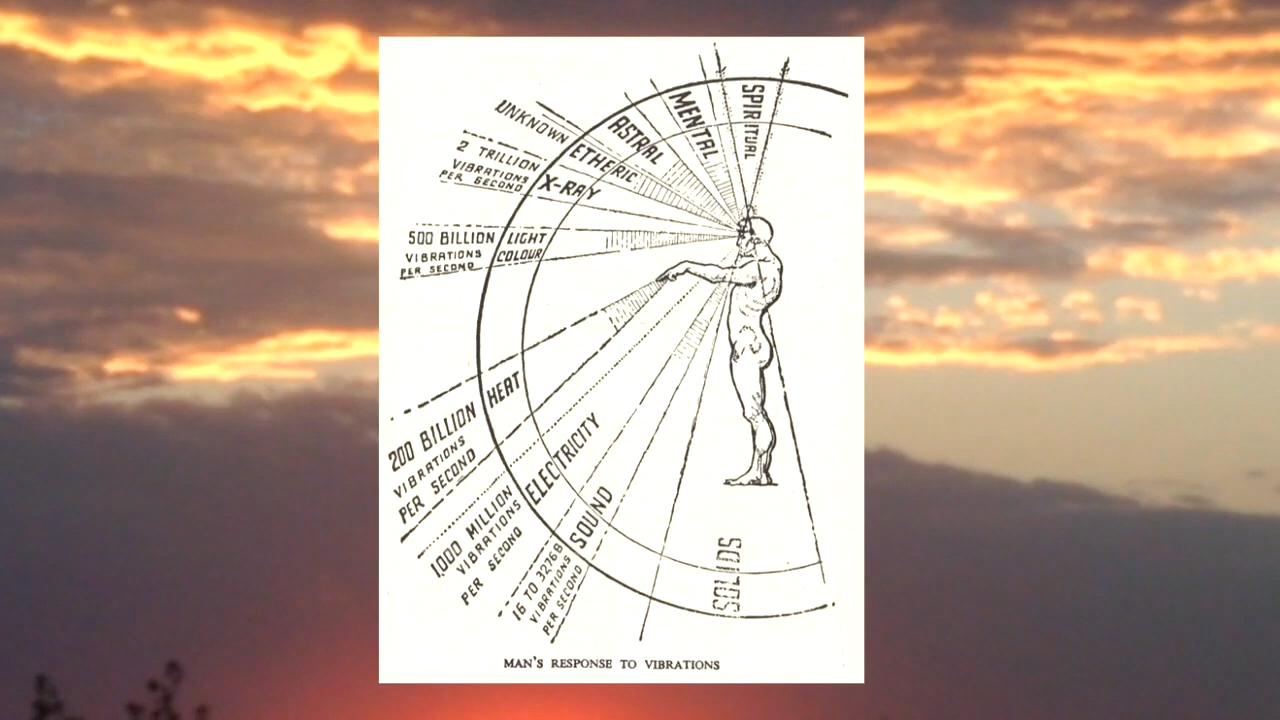 SPIRITUAL
MENTAL
ASTRAL
UNKNOWN
ETHERIC
2 TRILLION
VIBRATIONS
PER SECOND
X-RAY
500 BILLION
VIBRATIONS
PER SECOND
LIGHT
COLOUR
HEAT
200 BILLION
VIBRATIONS
PER SECOND
ELECTRICITY
1,000 MILLION
VIBRATIONS
PER SECOND
SOUND
16 TO 32768
VIBRATIONS
PER SECOND
SOLIDS
MAN'S RESPONSE TO VIBRATIONS